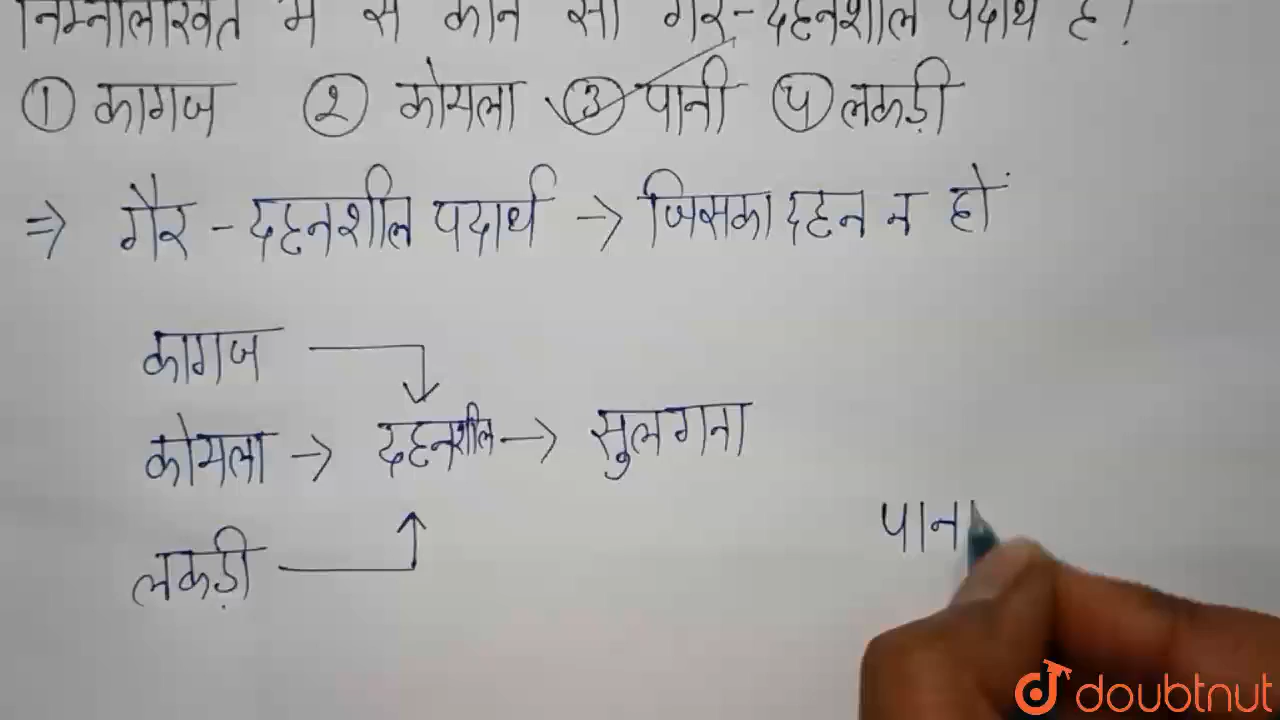 निम्नलिखित में से कौन सा गैर-दहनशील पदार्थ है?
① कागज ② कोयला ③ पानी ④ लकड़ी
⇒ गैर - दहनशील पदार्थ → जिसका दहन न हों
कागज
कोयला → दहनशील → सुलगना
पान
लकड़ी
doubtnut